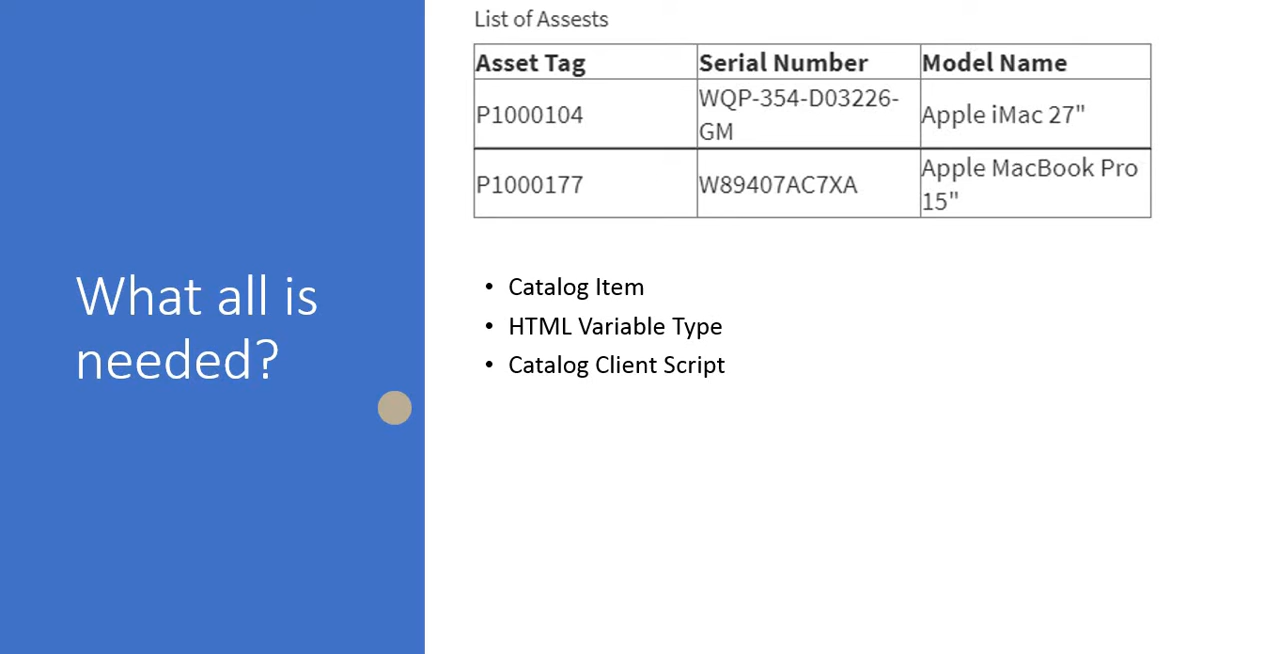 What all is
needed?
List of Assests
Asset Tag Serial Number Model Name
P1000104 WQP-354-D03226-GM Apple iMac 27"
P1000177 W89407AC7XA Apple MacBook Pro 15"
• Catalog Item
• HTML Variable Type
• Catalog Client Script